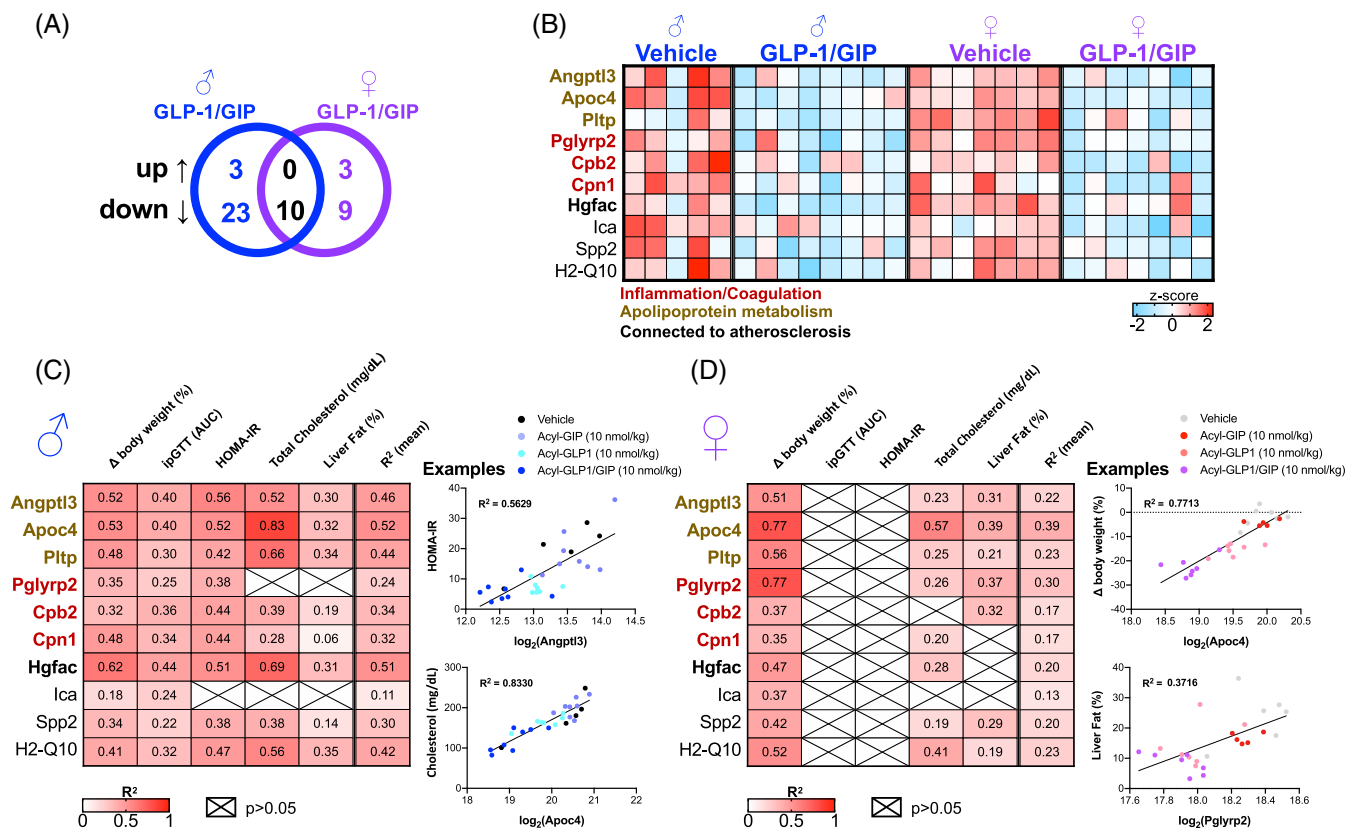 (A)
♂
♀
GLP-1/GIP
GLP-1/GIP
up ↑ 3 0 3
down ↓ 23 10 9
(B)
♂ ♂ ♀ ♀
Vehicle GLP-1/GIP Vehicle GLP-1/GIP
Angptl3
Apoc4
Pltp
Pglyrp2
Cpb2
Cpn1
Hgfac
Ica
Spp2
H2-Q10
Inflammation/Coagulation
Apolipoprotein metabolism
Connected to atherosclerosis
z-score
-2 0 2
(C)
♂
Δ body weight (%)
ipGTT (AUC)
HOMA-IR
Total Cholesterol (mg/dL)
Liver Fat (%)
R² (mean)
Angptl3 0.52 0.40 0.56 0.52 0.30 0.46
Apoc4 0.53 0.40 0.52 0.83 0.32 0.52
Pltp 0.48 0.30 0.42 0.66 0.34 0.44
Pglyrp2 0.35 0.25 0.38 0.24
Cpb2 0.32 0.36 0.44 0.39 0.19 0.34
Cpn1 0.48 0.34 0.44 0.28 0.06 0.32
Hgfac 0.62 0.44 0.51 0.69 0.31 0.51
Ica 0.18 0.24 0.11
Spp2 0.34 0.22 0.38 0.38 0.14 0.30
H2-Q10 0.41 0.32 0.47 0.56 0.35 0.42
R²
0 0.5 1
p>0.05
Vehicle
Acyl-GIP (10 nmol/kg)
Acyl-GLP1 (10 nmol/kg)
Acyl-GLP1/GIP (10 nmol/kg)
Examples
R² = 0.5629
HOMA-IR
40
30
20
10
0
12.0 12.5 13.0 13.5 14.0 14.5
log₂(Angptl3)
R² = 0.8330
Cholesterol (mg/dL)
300
200
100
0
18 19 20 21 22
log₂(Apoc4)
(D)
♀
Δ body weight (%)
ipGTT (AUC)
HOMA-IR
Total Cholesterol (mg/dL)
Liver Fat (%)
R² (mean)
Angptl3 0.51 0.23 0.31 0.22
Apoc4 0.77 0.57 0.39 0.39
Pltp 0.56 0.25 0.21 0.23
Pglyrp2 0.77 0.26 0.37 0.30
Cpb2 0.37 0.32 0.17
Cpn1 0.35 0.20 0.17
Hgfac 0.47 0.28 0.20
Ica 0.37 0.13
Spp2 0.42 0.19 0.29 0.20
H2-Q10 0.52 0.41 0.19 0.23
R²
0 0.5 1
p>0.05
Vehicle
Acyl-GIP (10 nmol/kg)
Acyl-GLP1 (10 nmol/kg)
Acyl-GLP1/GIP (10 nmol/kg)
Examples
R² = 0.7713
Δ body weight (%)
10
0
-10
-20
-30
-40
18.0 18.5 19.0 19.5 20.0 20.5
log₂(Apoc4)
R² = 0.3716
Liver Fat (%)
40
30
20
10
0
17.6 17.8 18.0 18.2 18.4 18.6
log₂(Pglyrp2)